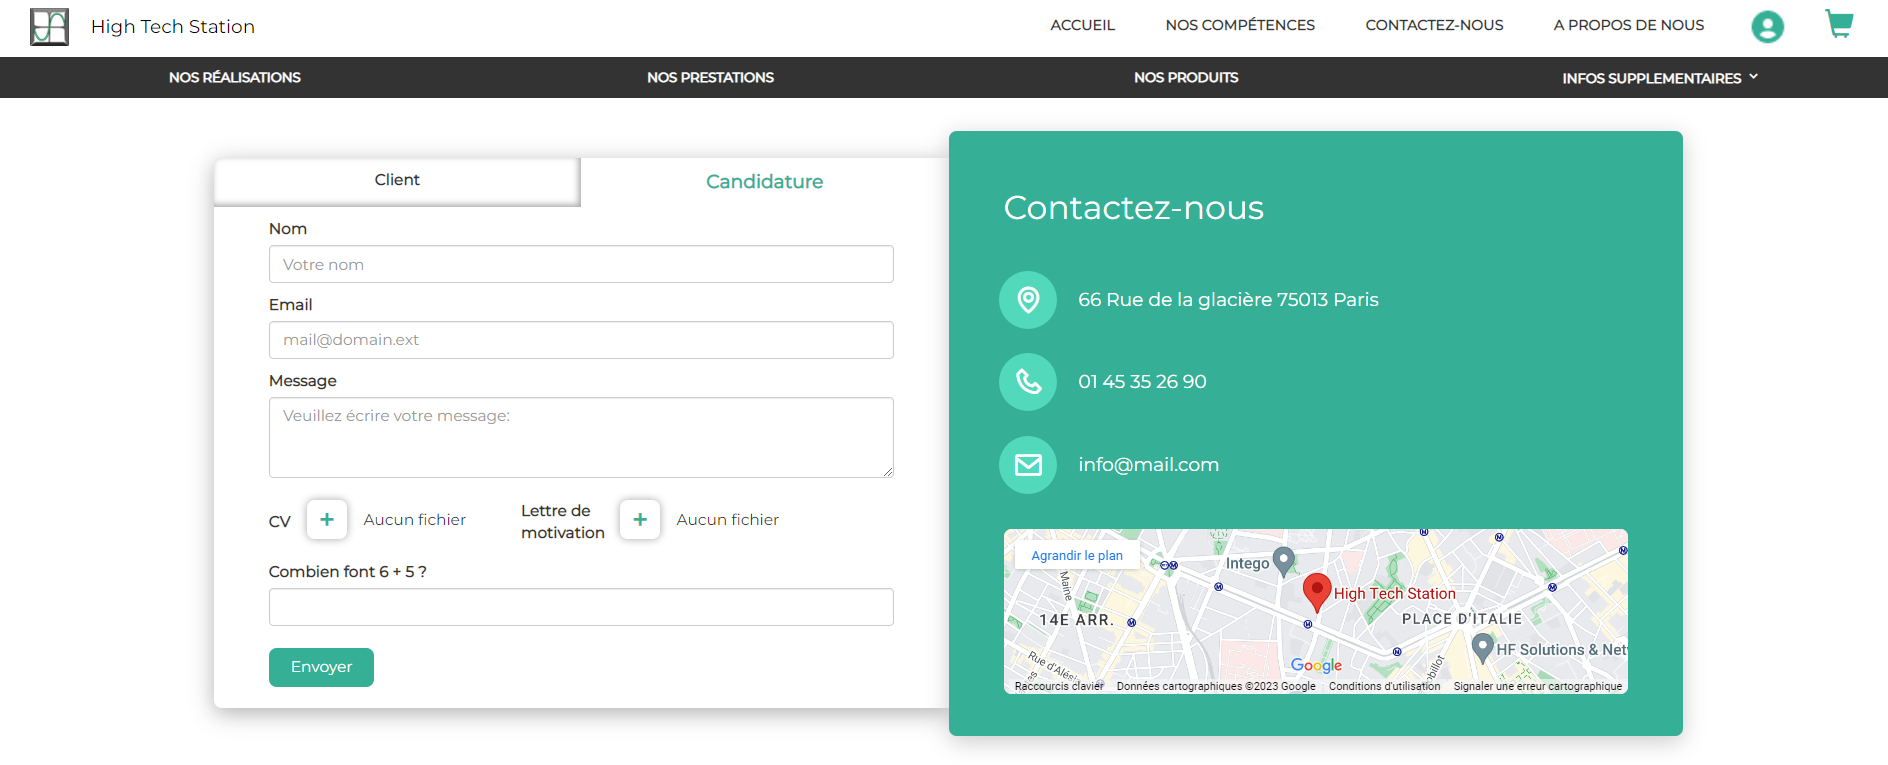 High Tech Station
ACCUEIL
NOS COMPÉTENCES
CONTACTEZ-NOUS
A PROPOS DE NOUS
NOS RÉALISATIONS
NOS PRESTATIONS
NOS PRODUITS
INFOS SUPPLEMENTAIRES
Client
Candidature
Nom
Votre nom
Email
mail@domain.ext
Message
Veuillez écrire votre message:
CV
+
Aucun fichier
Lettre de
motivation
+
Aucun fichier
Combien font 6 + 5 ?
Envoyer
Contactez-nous
66 Rue de la glacière 75013 Paris
01 45 35 26 90
info@mail.com
Agrandir le plan
Intego
Maine
High Tech Station
14E ARR.
PLACE D'ITALIE
HF Solutions & Net
Rue d'Alés
billot
Google
Raccourcis clavier
Données cartographiques ©2023 Google
Conditions d'utilisation
Signaler une erreur cartographique